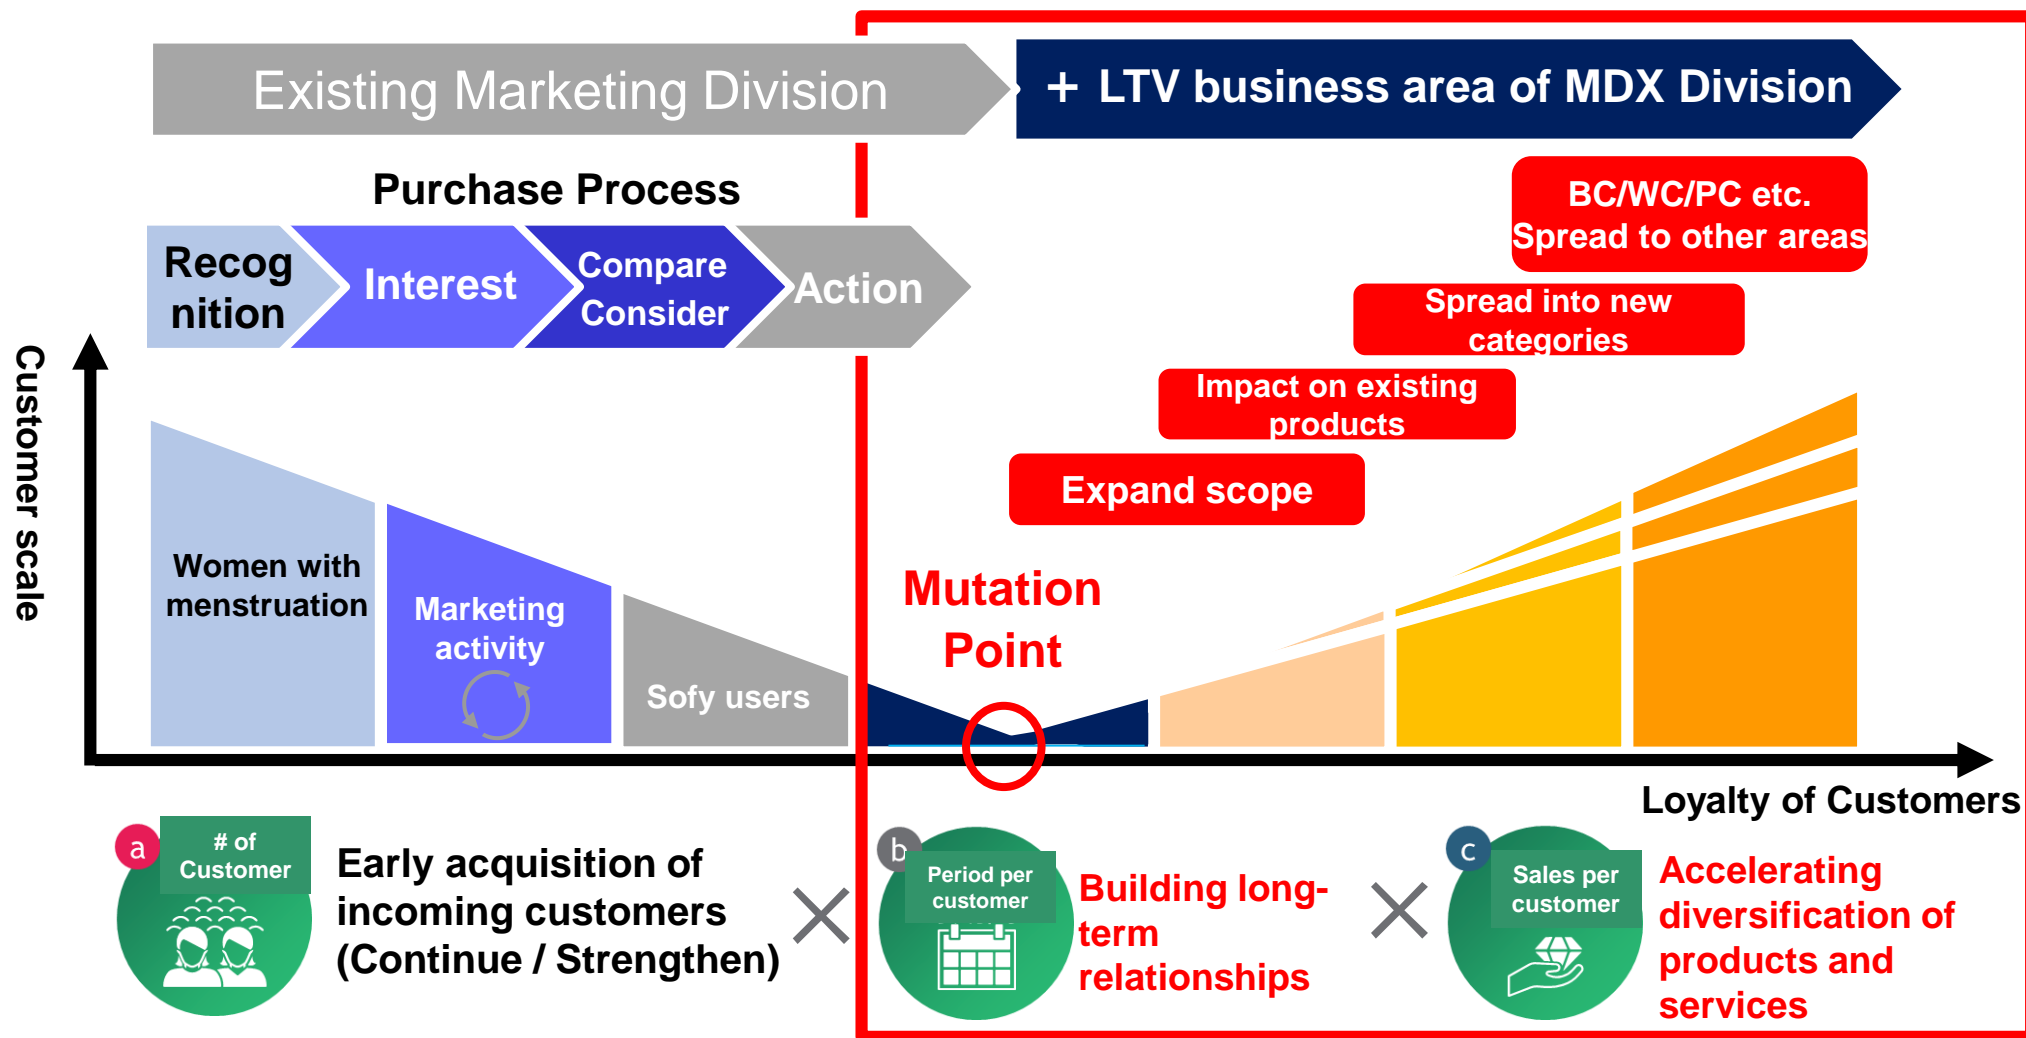 Existing Marketing Division
+ LTV business area of MDX Division
Purchase Process
Recog
nition
Interest
Compare
Consider
Action
BC/WC/PC etc.
Spread to other areas
Spread into new
categories
Impact on existing
products
Expand scope
Customer scale
Women with
menstruation
Marketing
activity
Sofy users
Mutation
Point
Loyalty of Customers
a
# of
Customer
Early acquisition of
incoming customers
(Continue / Strengthen)
×
b
Period per
customer
Building long-
term
relationships
×
c
Sales per
customer
Accelerating
diversification of
products and
services